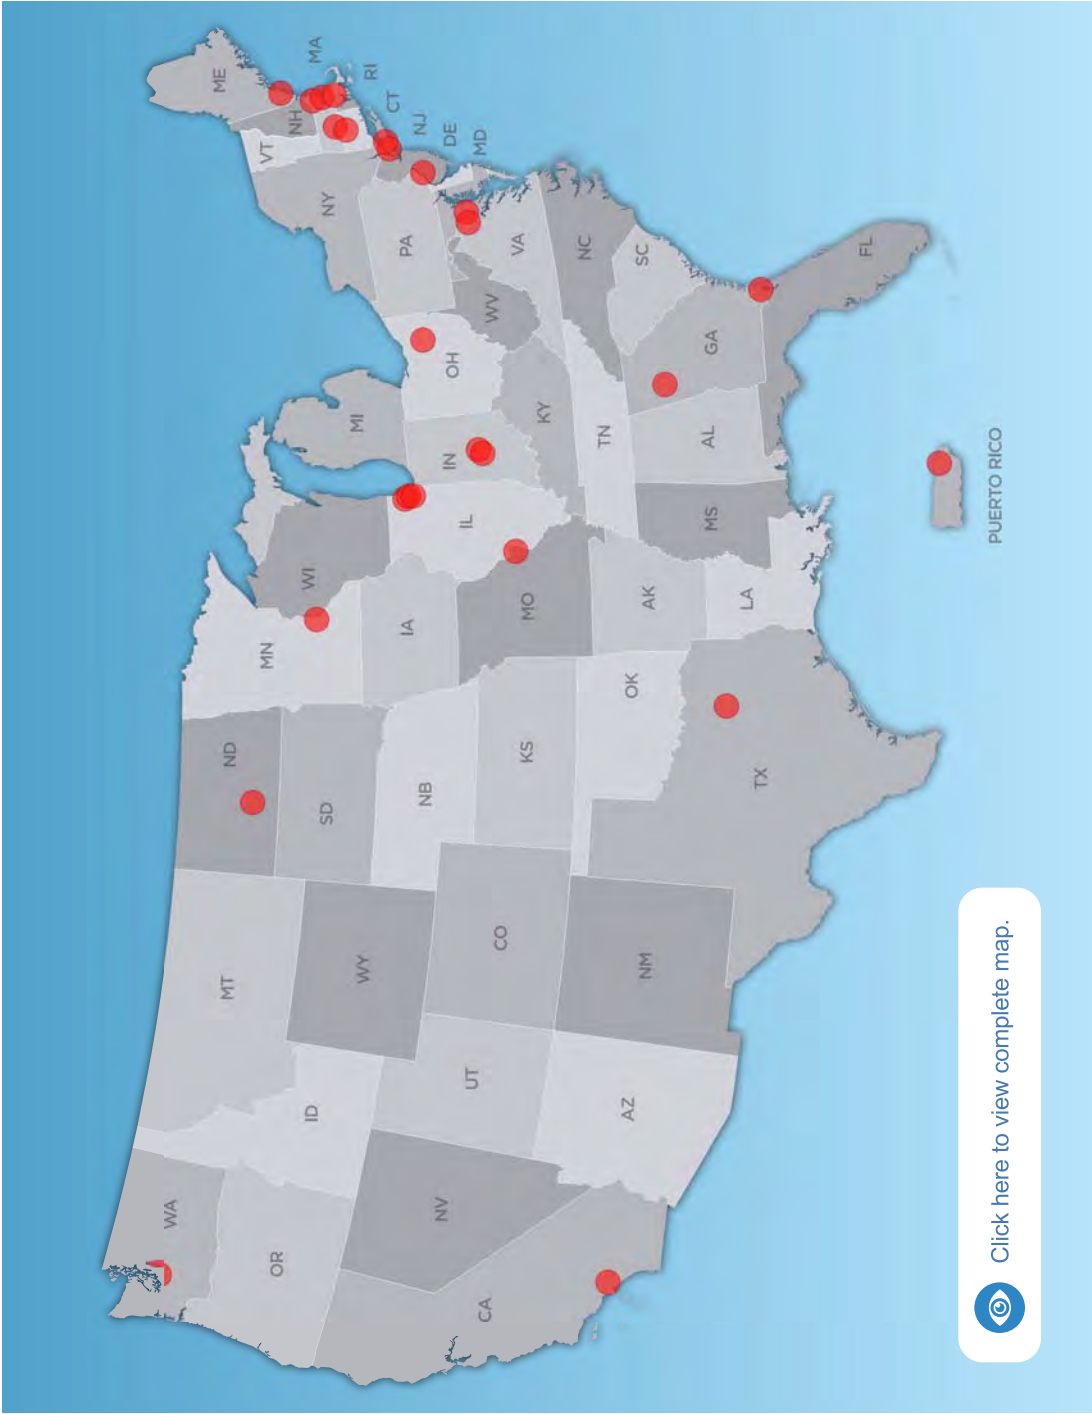 WA
OR
CA
NV
ID
MT
WY
UT
AZ
CO
NM
ND
SD
NB
KS
OK
TX
MN
IA
MO
AK
LA
WI
IL
MS
MI
IN
KY
TN
AL
OH
WV
GA
FL
SC
NC
VA
PA
NY
VT
NH
ME
MA
RI
CT
NJ
DE
MD
PUERTO RICO
Click here to view complete map.